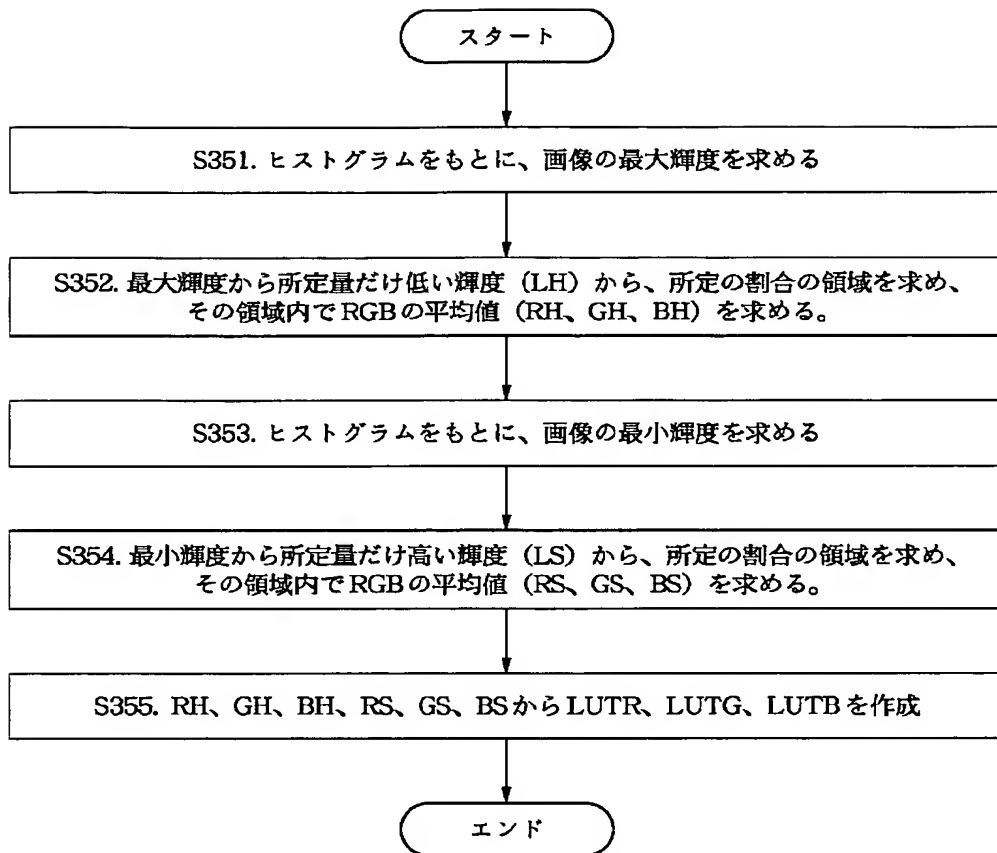 スタート
S351. ヒストグラムをもとに、画像の最大輝度を求める
S352. 最大輝度から所定量だけ低い輝度（LH）から、所定の割合の領域を求め、
その領域内でRGBの平均値（RH、GH、BH）を求める。
S353. ヒストグラムをもとに、画像の最小輝度を求める
S354. 最小輝度から所定量だけ高い輝度（LS）から、所定の割合の領域を求め、
その領域内でRGBの平均値（RS、GS、BS）を求める。
S355. RH、GH、BH、RS、GS、BSからLUTR、LUTG、LUTBを作成
エンド